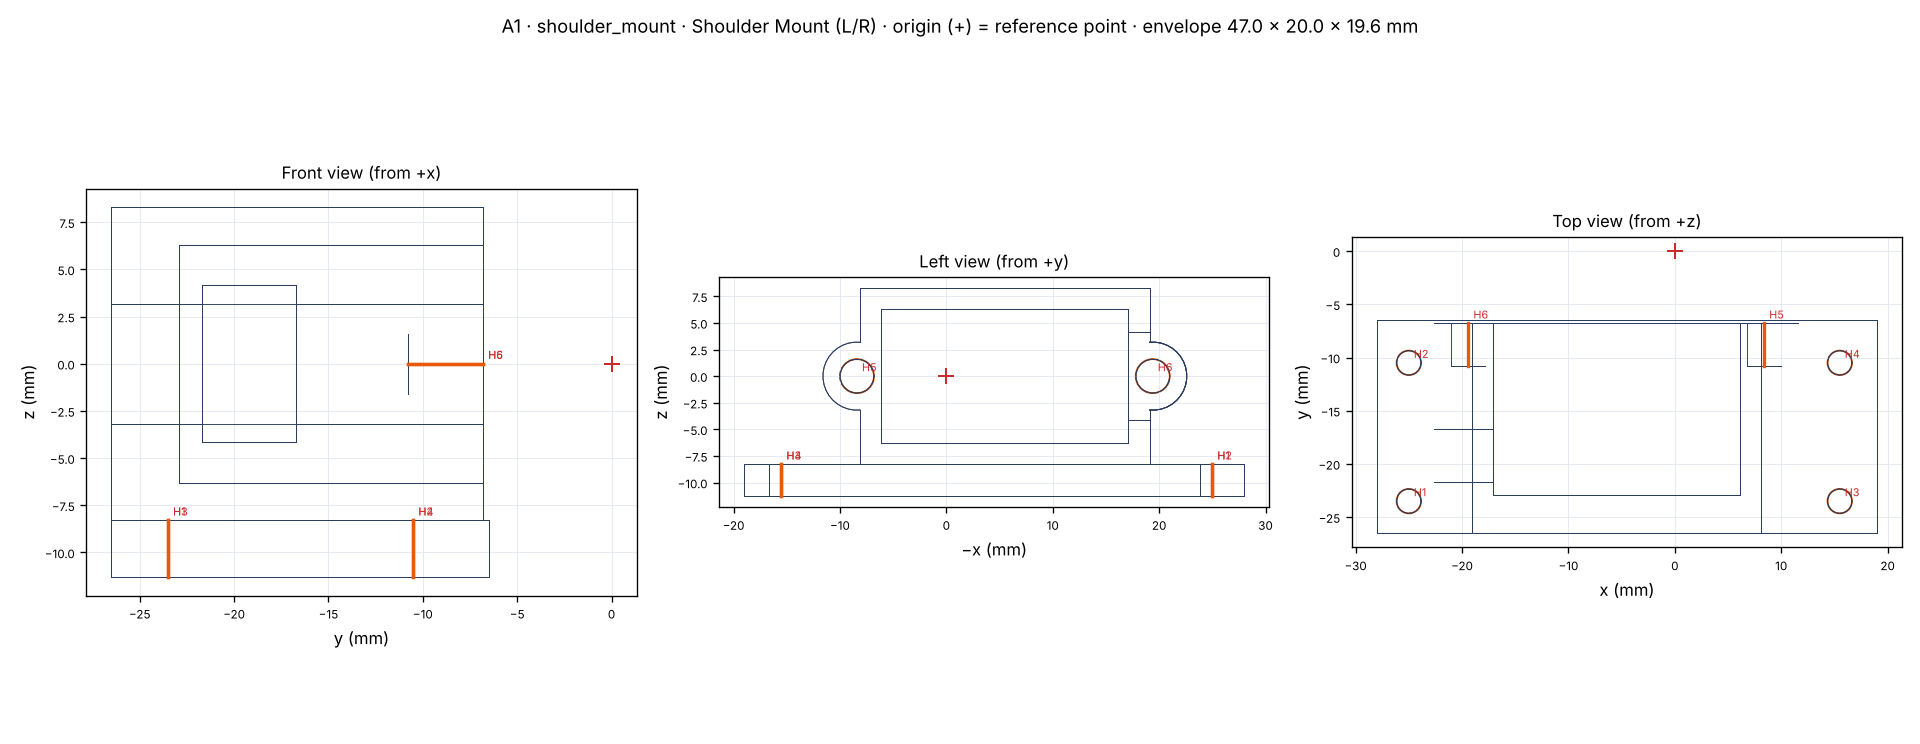 A1 · shoulder_mount · Shoulder Mount (L/R) · origin (+) = reference point · envelope 47.0 × 20.0 × 19.6 mm
Front view (from +x)
7.5
5.0
2.5
0.0
−2.5
−5.0
−7.5
−10.0
z (mm)
−25
−20
−15
−10
−5
0
y (mm)
Left view (from +y)
7.5
5.0
2.5
0.0
−2.5
−5.0
−7.5
−10.0
z (mm)
H5
H6
−20
−10
0
10
20
30
−x (mm)
Top view (from +z)
0
−5
−10
−15
−20
−25
y (mm)
H6
H5
H2
H4
H1
H3
−30
−20
−10
0
10
20
x (mm)